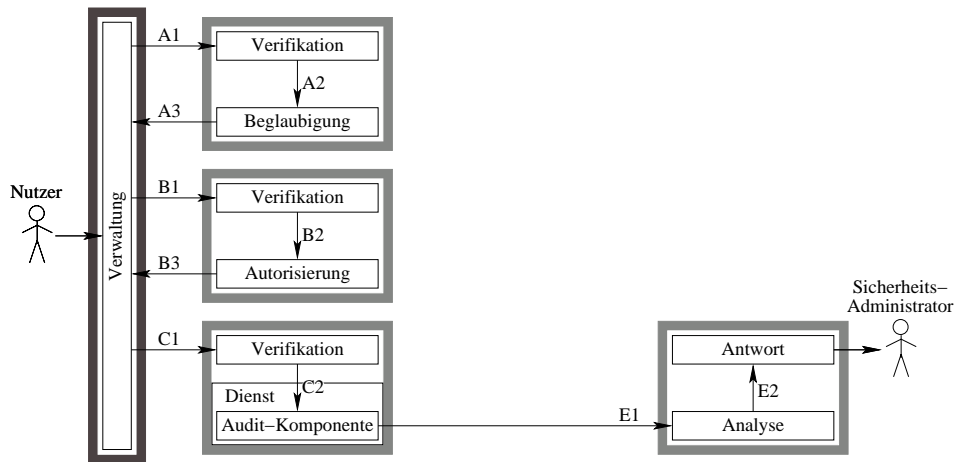 A1
Verifikation
A2
A3
Beglaubigung
Nutzer
Verwaltung
B1
Verifikation
B2
B3
Autorisierung
C1
Verifikation
C2
Dienst
Audit−Komponente
E1
Sicherheits−
Administrator
Antwort
E2
Analyse